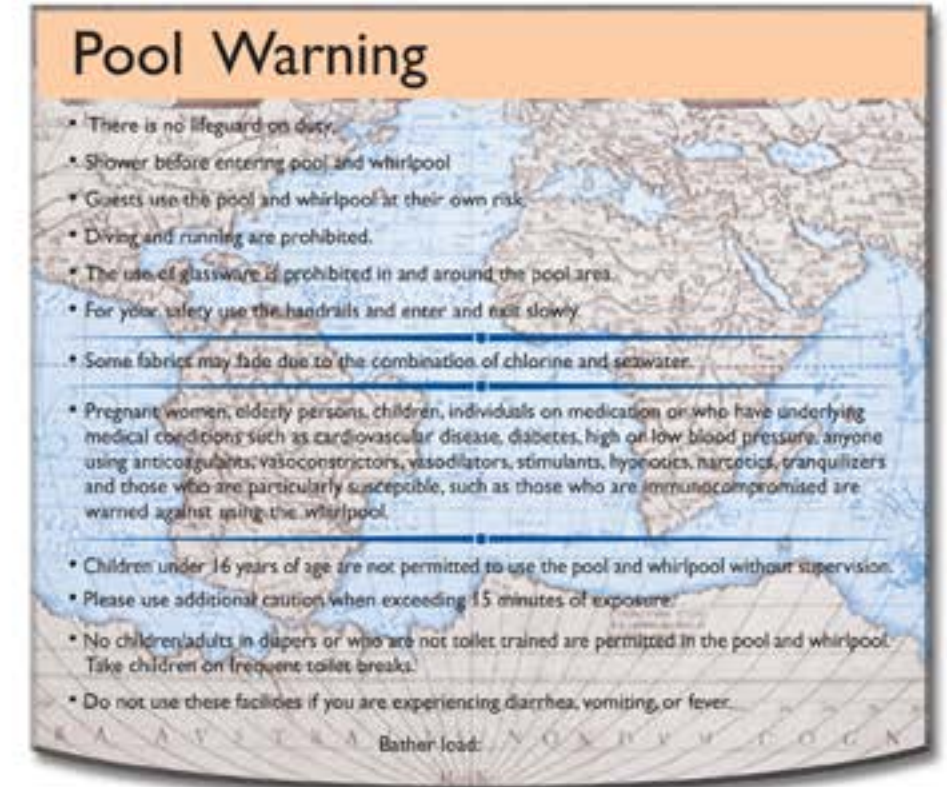 Pool Warning
• There is no lifeguard on duty.
• Shower before entering pool and whirlpool
• Guests use the pool and whirlpool at their own risk.
• Diving and running are prohibited.
• The use of glassware is prohibited in and around the pool area.
• For your safety use the handrails and enter and exit slowly.
• Some fabrics may fade due to the combination of chlorine and seawater.
• Pregnant women, elderly persons, children, individuals on medication or who have underlying
medical conditions such as cardiovascular disease, diabetes, high or low blood pressure, anyone
using anticoagulants, vasoconstrictors, vasodilators, stimulants, hypnotics, narcotics, tranquilizers
and those who are particularly susceptible, such as those who are immunocompromised are
warned against using the whirlpool.
• Children under 16 years of age are not permitted to use the pool and whirlpool without supervision.
• Please use additional caution when exceeding 15 minutes of exposure.
• No children/adults in diapers or who are not toilet trained are permitted in the pool and whirlpool.
Take children on frequent toilet breaks.
• Do not use these facilities if you are experiencing diarrhea, vomiting, or fever.
Bather load: